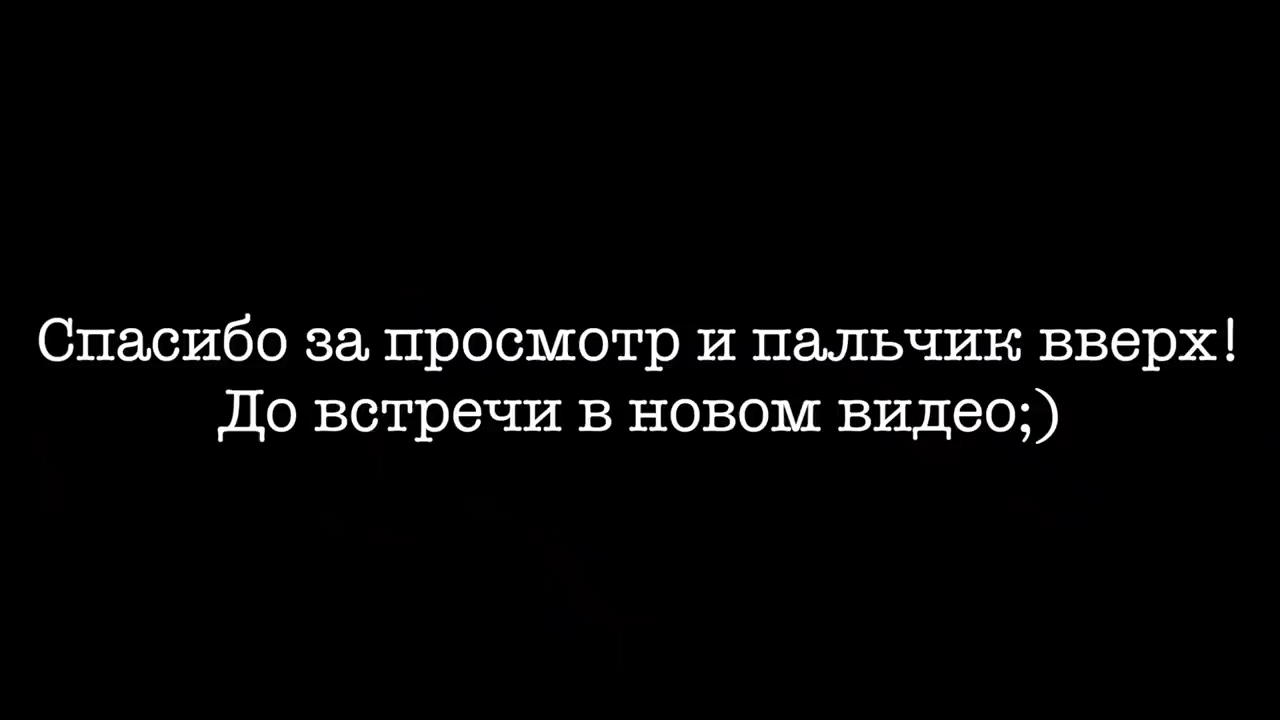 Спасибо за просмотр и пальчик вверх!
До встречи в новом видео;)